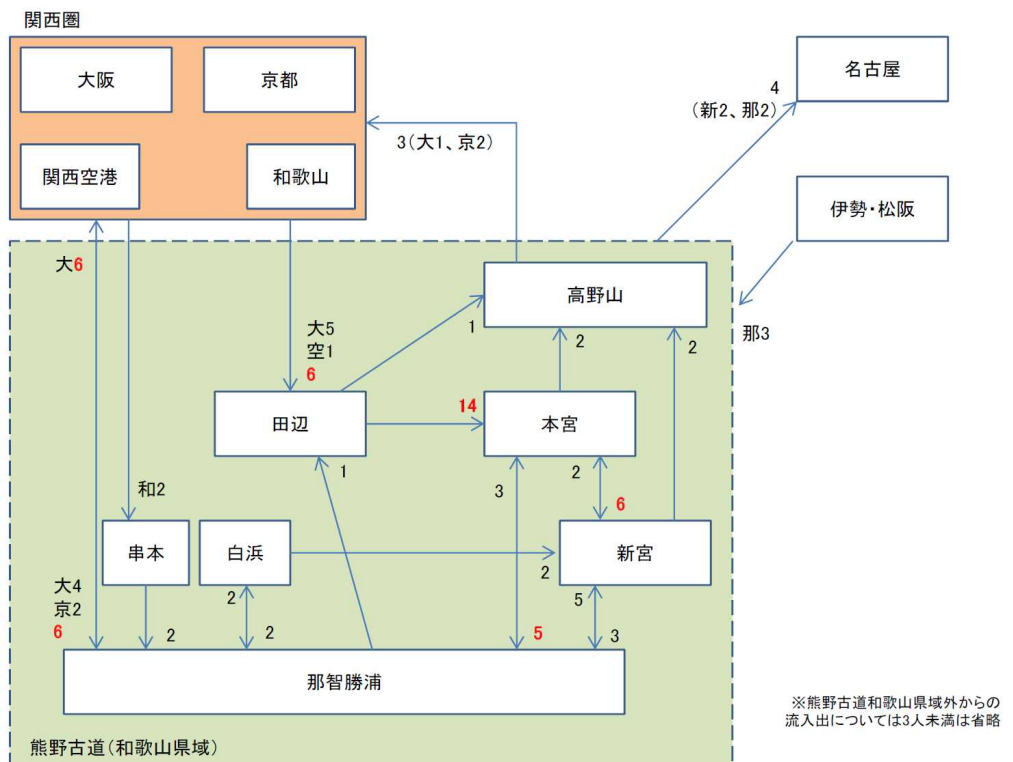 関西圏
大阪
京都
名古屋
4
(新2、那2)
3(大1、京2)
関西空港
和歌山
伊勢・松阪
大6
高野山
那3
大5
空1
6
1
2
2
田辺
14
本宮
1
3
2
6
和2
串本
白浜
新宮
2
大4
京2
6
2
2
2
5
5
3
那智勝浦
※熊野古道和歌山県域外からの
流入出については3人未満は省略
熊野古道(和歌山県域)